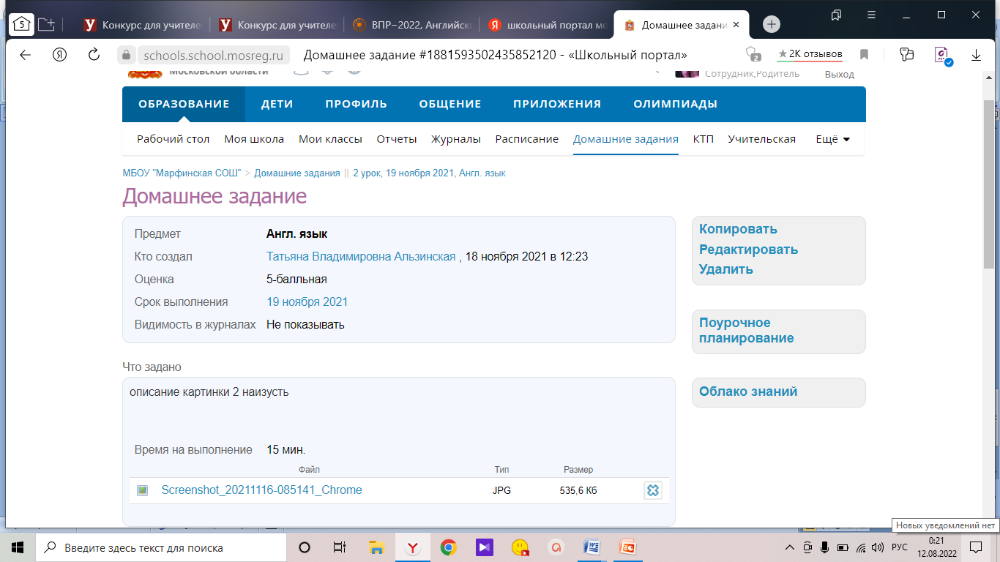 5
Конкурс для учителе
Конкурс для учителе
ВПР–2022, Английски
школьный портал мо
Домашнее задани
schools.school.mosreg.ru
Домашнее задание #1881593502435852120 - «Школьный портал»
2
★ 2K отзывов
Московской области
Сотрудник,Родитель
Выход
ОБРАЗОВАНИЕ ДЕТИ ПРОФИЛЬ ОБЩЕНИЕ ПРИЛОЖЕНИЯ ОЛИМПИАДЫ
Рабочий стол Моя школа Мои классы Отчеты Журналы Расписание Домашние задания КТП Учительская Ещё
МБОУ "Марфинская СОШ" > Домашние задания || 2 урок, 19 ноября 2021, Англ. язык
Домашнее задание
Предмет Англ. язык
Кто создал Татьяна Владимировна Альзинская , 18 ноября 2021 в 12:23
Оценка 5-балльная
Срок выполнения 19 ноября 2021
Видимость в журналах Не показывать
Копировать
Редактировать
Удалить
Поурочное
планирование
Облако знаний
Что задано
описание картинки 2 наизусть
Время на выполнение 15 мин.
Файл Тип Размер
Screenshot_20211116-085141_Chrome JPG 535,6 Кб
Новых уведомлений нет
Введите здесь текст для поиска
РУС
0:21
12.08.2022